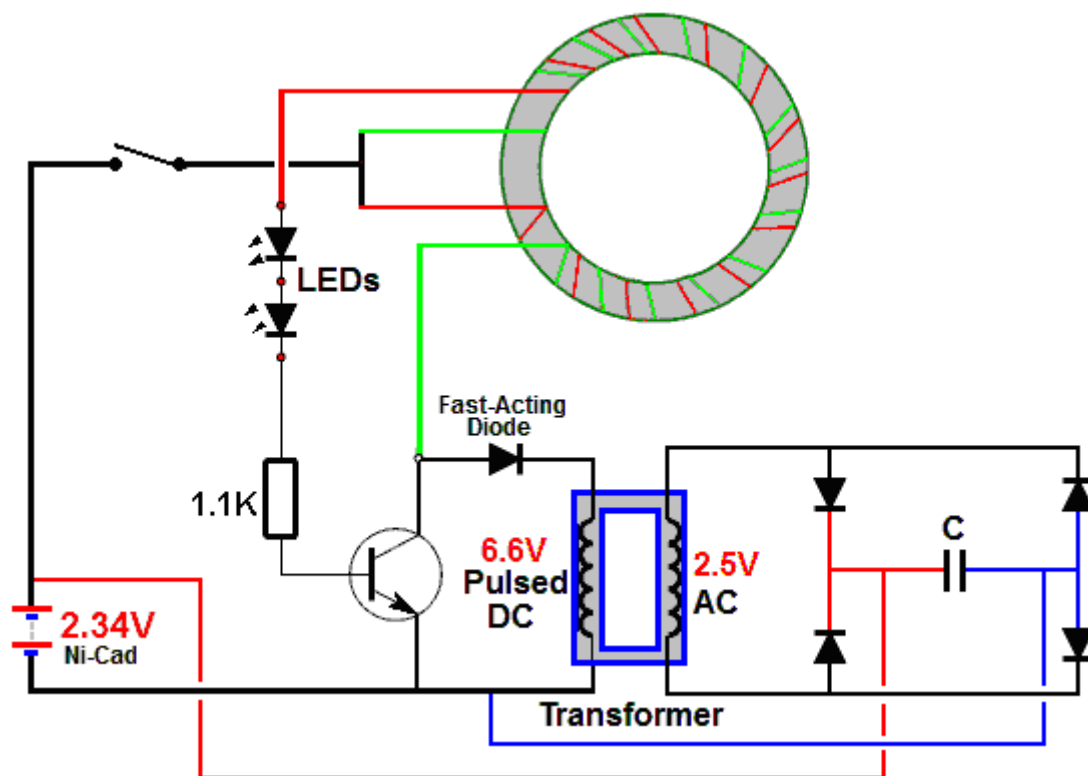 LEDs
Fast-Acting
Diode
1.1K
6.6V
Pulsed
DC
2.5V
AC
C
2.34V
Ni-Cad
Transformer